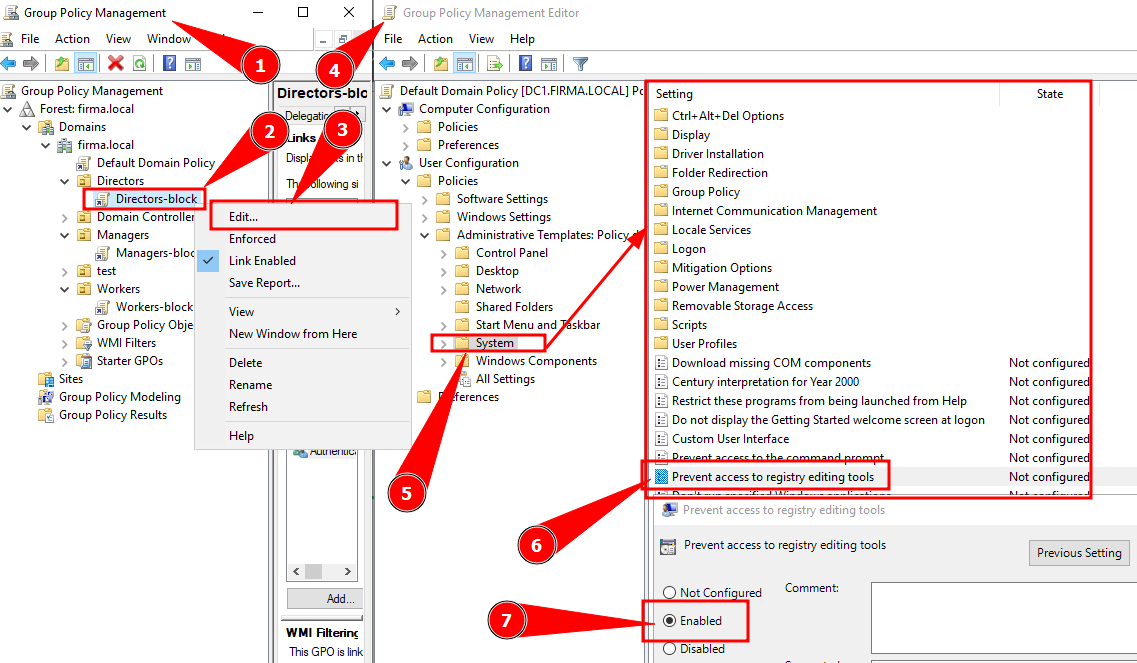 Group Policy Management
File Action View Window
1
Group Policy Management
Forest: firma.local
Domains
firma.local
Default Domain Policy
Directors
Directors-block
Domain Controller
Managers
Managers-bloc
test
Workers
Workers-block
Group Policy Obje
WMI Filters
Starter GPOs
Sites
Group Policy Modeling
Group Policy Results
2
3
Directors-blo
Delegatio
Links
in th
The following si
Edit...
Enforced
Link Enabled
Save Report...
View
New Window from Here
Delete
Rename
Refresh
Help
Authentica
Add...
WMI Filtering
This GPO is link
Group Policy Management Editor
File Action View Help
4
Default Domain Policy [DC1.FIRMA.LOCAL] Po
Computer Configuration
Policies
Preferences
User Configuration
Policies
Software Settings
Windows Settings
Administrative Templates: Policy d
Control Panel
Desktop
Network
Shared Folders
Start Menu and Taskbar
System
Windows Components
All Settings
Preferences
5
Setting State
Ctrl+Alt+Del Options
Display
Driver Installation
Folder Redirection
Group Policy
Internet Communication Management
Locale Services
Logon
Mitigation Options
Power Management
Removable Storage Access
Scripts
User Profiles
Download missing COM components Not configured
Century interpretation for Year 2000 Not configured
Restrict these programs from being launched from Help Not configured
Do not display the Getting Started welcome screen at logon Not configured
Custom User Interface Not configured
Prevent access to the command prompt Not configured
Prevent access to registry editing tools Not configured
Don't run specified Windows applications Not configured
6
Prevent access to registry editing tools
Prevent access to registry editing tools
Previous Setting
Not Configured Comment:
7
Enabled
Disabled